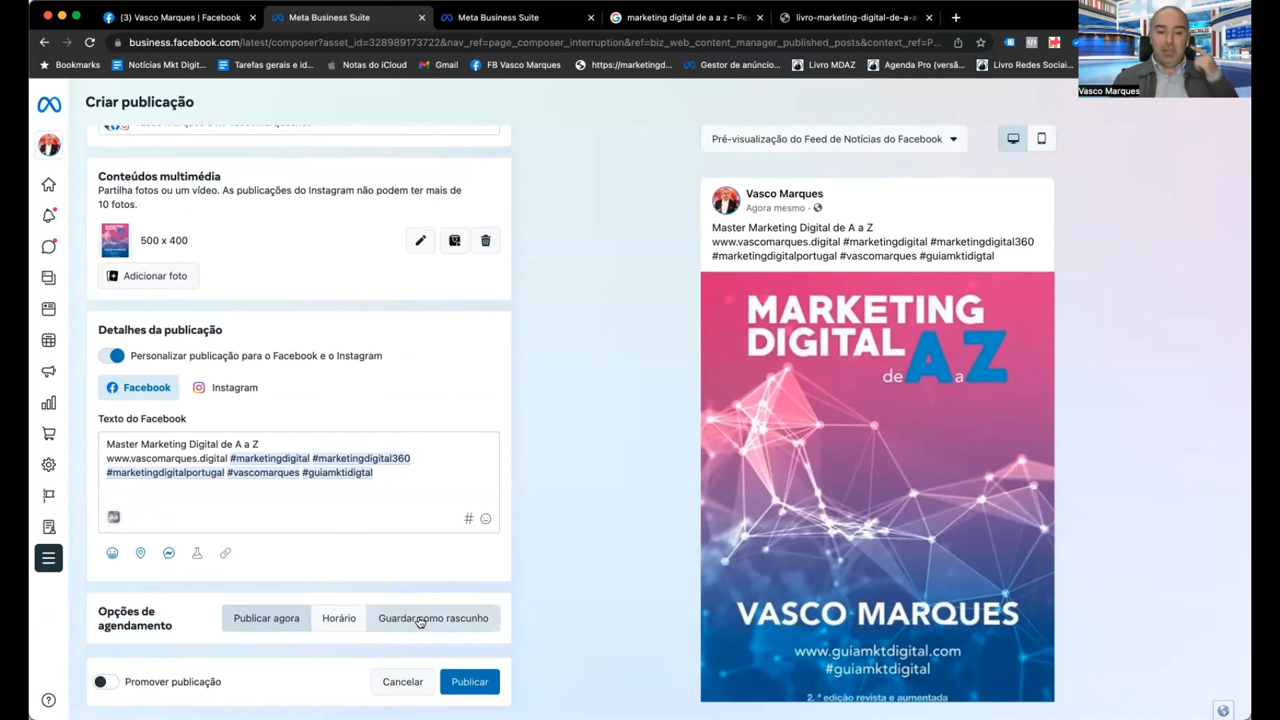 (3) Vasco Marques | Facebook
Meta Business Suite
Meta Business Suite
marketing digital de a a z – Pes
livro-marketing-digital-de-a-a-
business.facebook.com/latest/composer?asset_id=326989133722&nav_ref=page_composer_interruption&ref=biz_web_content_manager_published_posts&context_ref=P...
Bookmarks
Notícias Mkt Digit...
Tarefas gerais e id...
Notas do iCloud
Gmail
FB Vasco Marques
https://marketingd...
Gestor de anúncio...
Livro MDAZ
Agenda Pro (versã...
Livro Redes Sociai...
Vasco Marques
Criar publicação
Conteúdos multimédia
Partilha fotos ou um vídeo. As publicações do Instagram não podem ter mais de
10 fotos.
500 x 400
Adicionar foto
Detalhes da publicação
Personalizar publicação para o Facebook e o Instagram
Facebook
Instagram
Texto do Facebook
Master Marketing Digital de A a Z
www.vascomarques.digital #marketingdigital #marketingdigital360
#marketingdigitalportugal #vascomarques #guiamktidigtal
Opções de
agendamento
Publicar agora
Horário
Guardar como rascunho
Promover publicação
Cancelar
Publicar
Pré-visualização do Feed de Notícias do Facebook
Vasco Marques
Agora mesmo ·
Master Marketing Digital de A a Z
www.vascomarques.digital #marketingdigital #marketingdigital360
#marketingdigitalportugal #vascomarques #guiamktidigtal
MARKETING
DIGITAL
de A a Z
VASCO MARQUES
www.guiamktdigital.com
#guiamktdigital
2.ª edição revista e aumentada